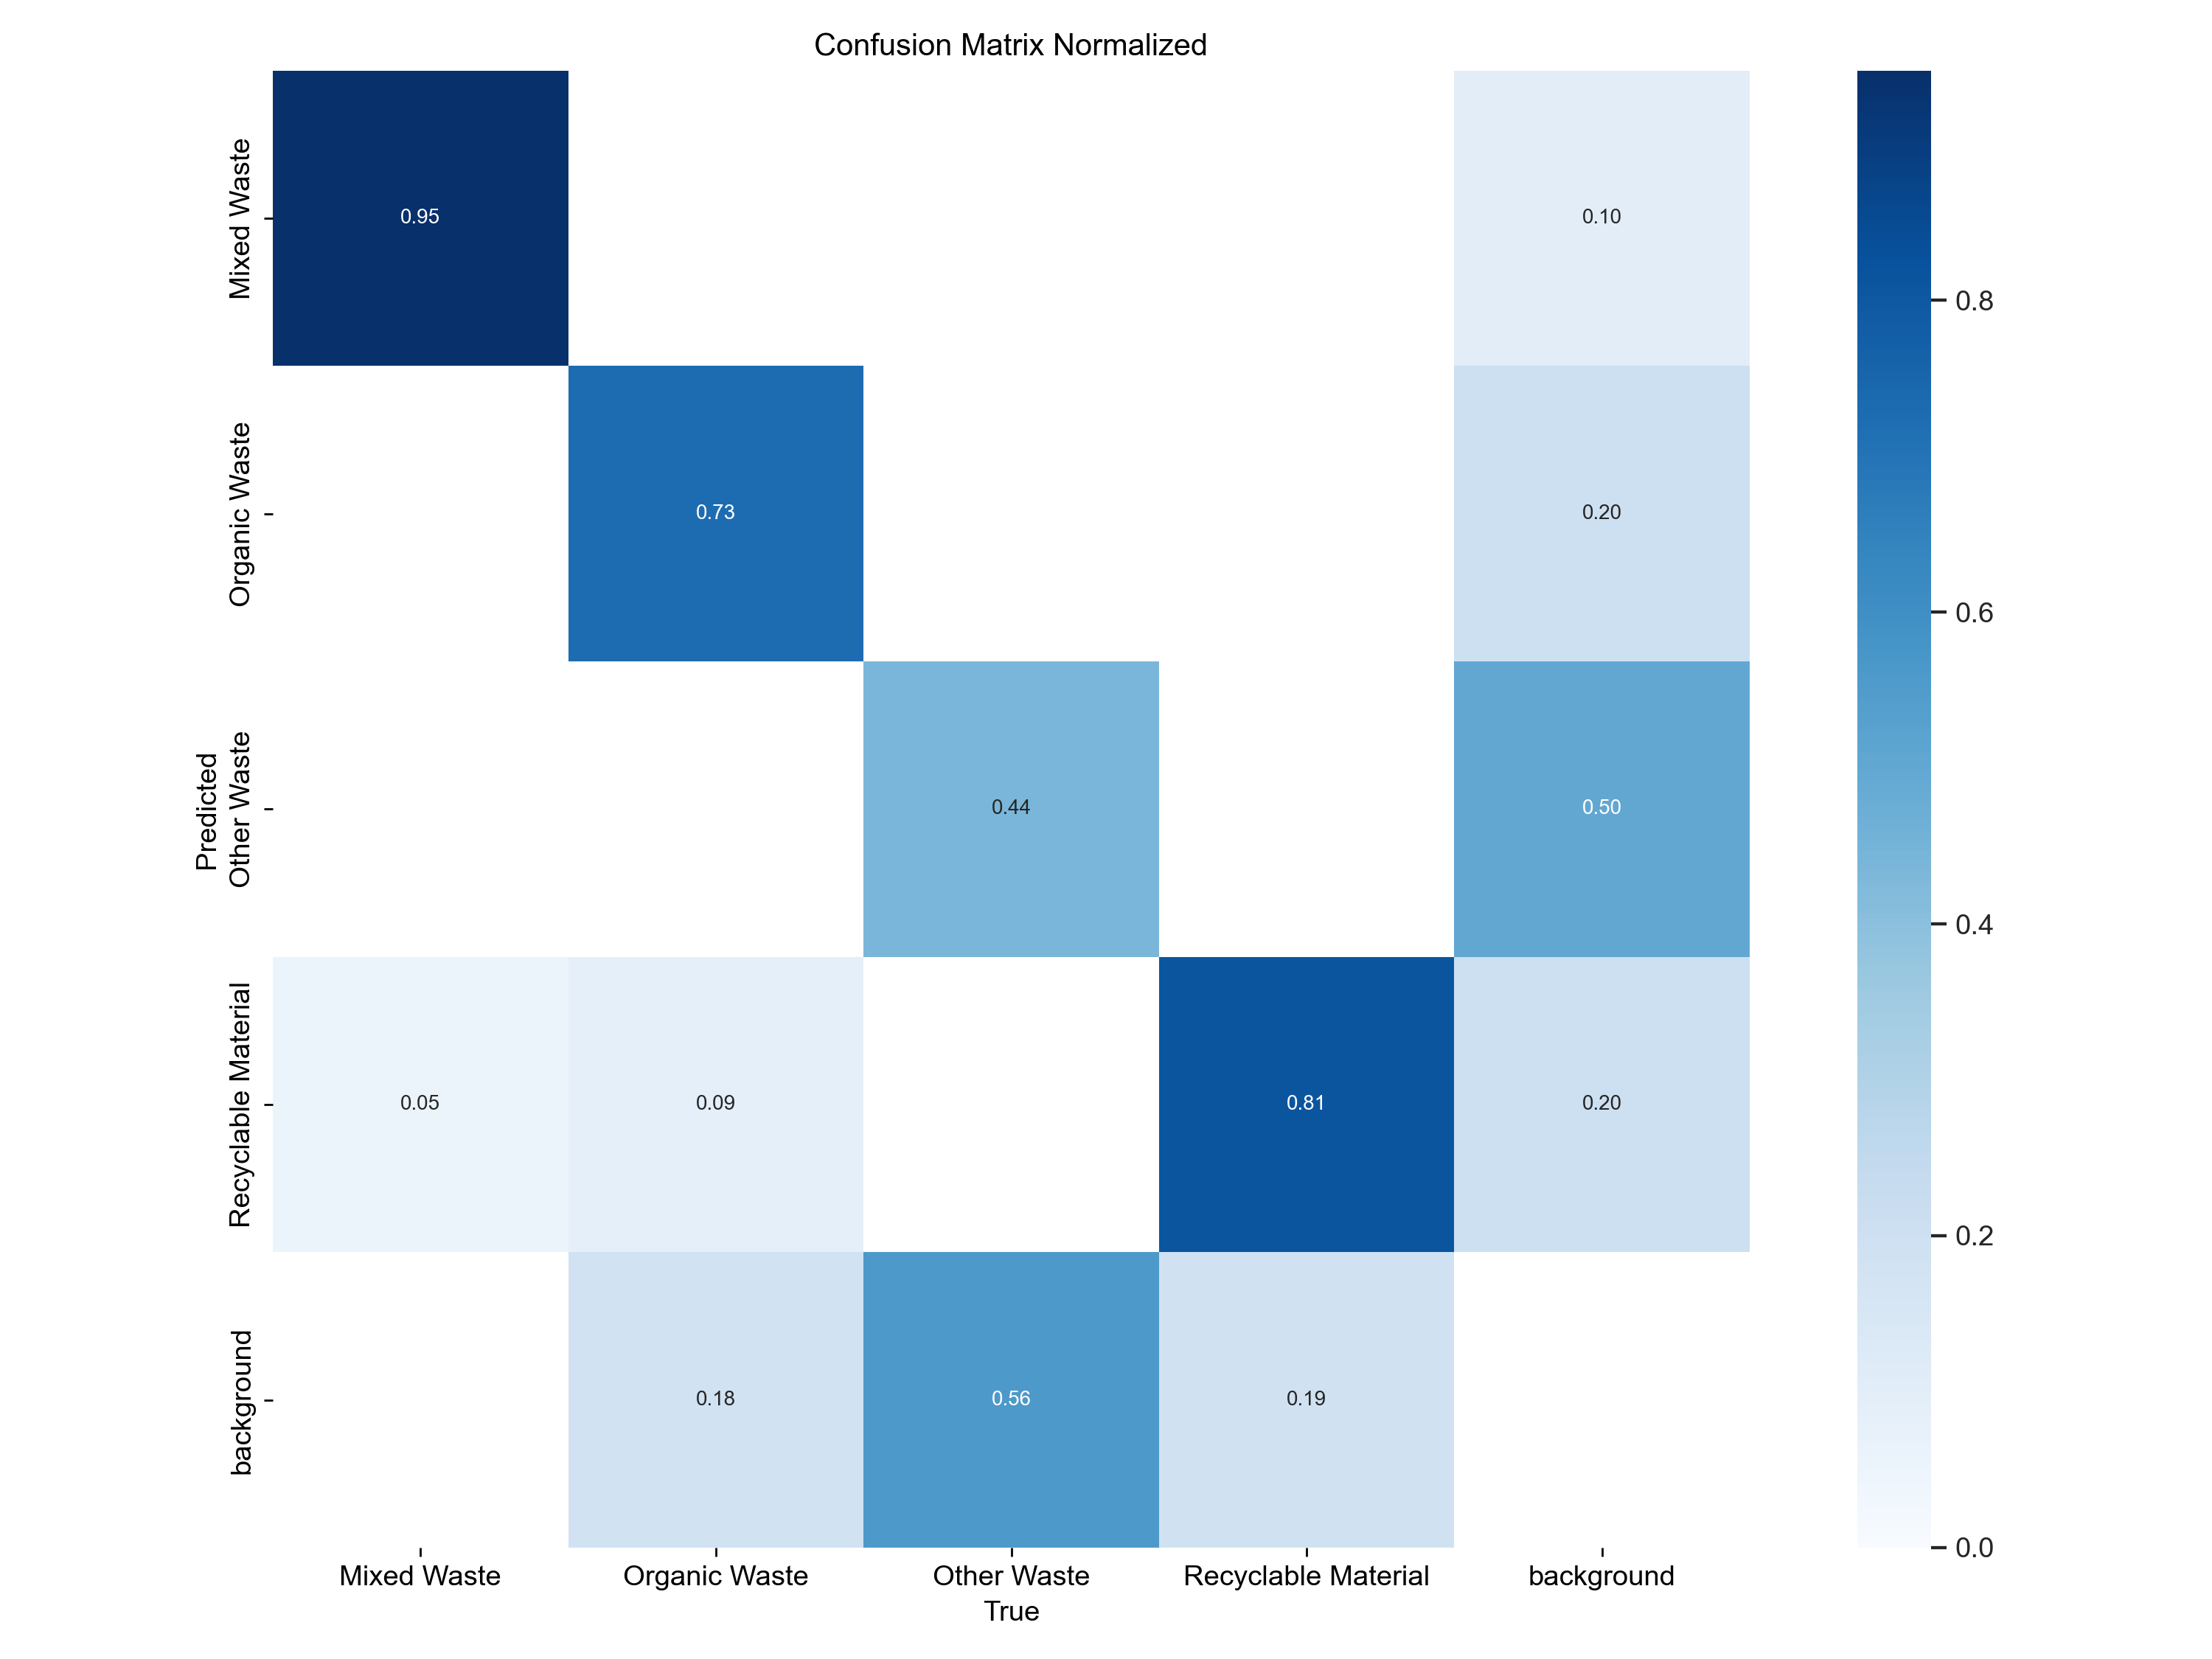 Confusion Matrix Normalized
Mixed Waste
0.95
0.10
0.8
Organic Waste
0.73
0.20
0.6
Predicted
Other Waste
0.44
0.50
0.4
Recyclable Material
0.05
0.09
0.81
0.20
0.2
background
0.18
0.56
0.19
0.0
Mixed Waste
Organic Waste
Other Waste
Recyclable Material
background
True